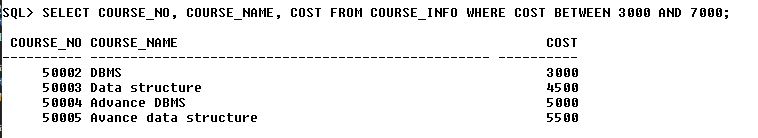 SQL> SELECT COURSE_NO, COURSE_NAME, COST FROM COURSE_INFO WHERE COST BETWEEN 3000 AND 7000;
COURSE_NO COURSE_NAME COST
---------- -------------------------------------------------- ----------
50002 DBMS 3000
50003 Data structure 4500
50004 Advance DBMS 5000
50005 Avance data structure 5500